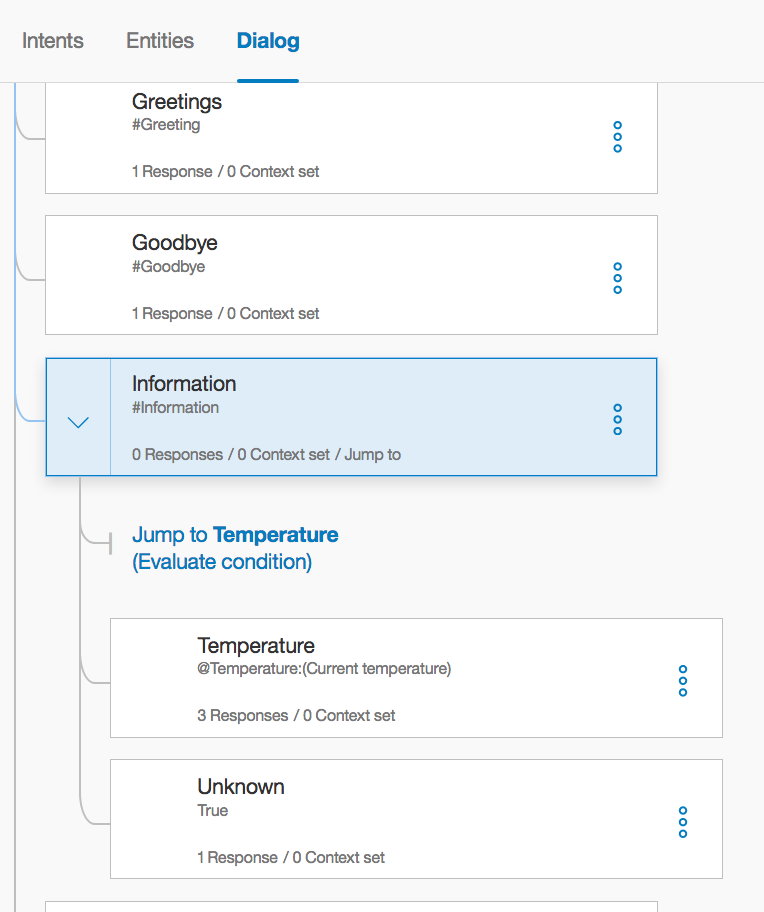 Intents Entities Dialog
Greetings
#Greeting
1 Response / 0 Context set
Goodbye
#Goodbye
1 Response / 0 Context set
Information
#Information
0 Responses / 0 Context set / Jump to
Jump to Temperature
(Evaluate condition)
Temperature
@Temperature:(Current temperature)
3 Responses / 0 Context set
Unknown
True
1 Response / 0 Context set